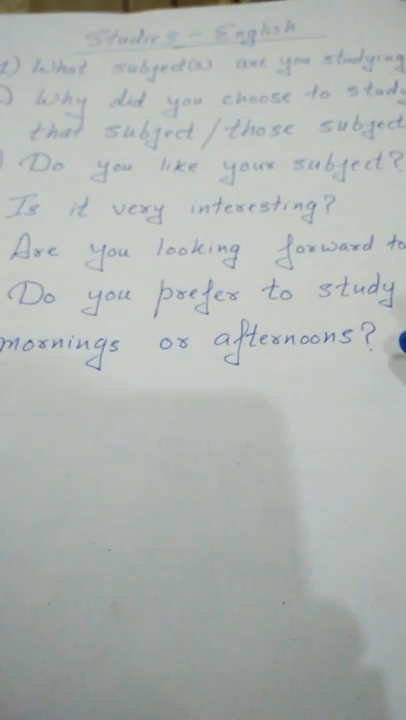 Studies - English
1) What subject(s) are you studying
) Why did you choose to study
that subject / those subject
) Do you like your subject?
Is it very interesting?
Are you looking forward to
Do you prefer to study
mornings or afternoons?